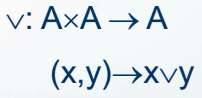 ∨: A×A → A
(x,y)→x∨y